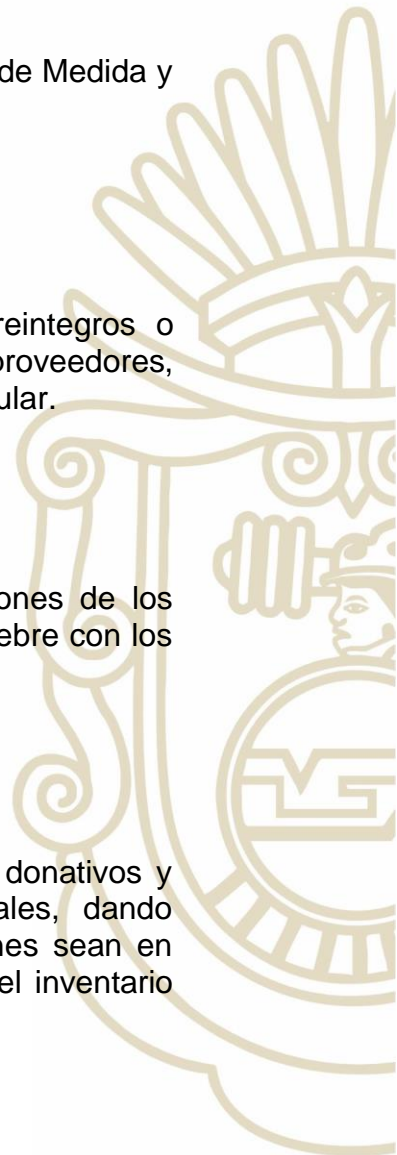 de Medida y
reintegros o
proveedores,
ular.
ones de los
ebre con los
donativos y
ales, dando
nes sean en
el inventario